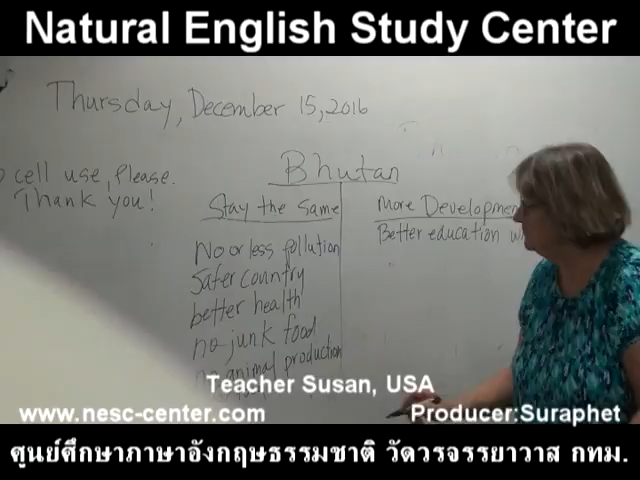 Natural English Study Center
Thursday, December 15, 2016
cell use, Please.
Thank you!
Bhutan
Stay the same
More Developmen
No or less pollution
Better education
Safer country
better health
no junk food
no animal production
Teacher Susan, USA
www.nesc-center.com
Producer:Suraphet
ศูนย์ศึกษาภาษาอังกฤษธรรมชาติ วัดวรจรรยาวาส กทม.